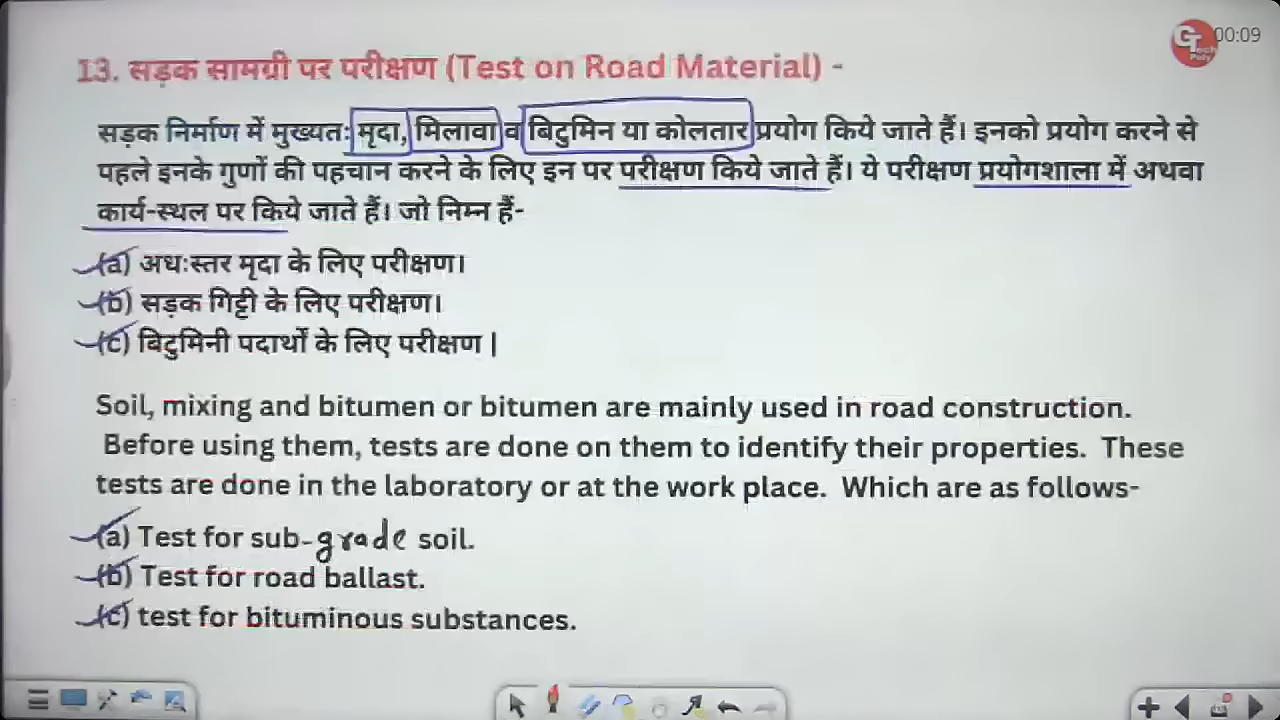 GTech Poly
00:09
13. सड़क सामग्री पर परीक्षण (Test on Road Material) -
सड़क निर्माण में मुख्यतः मृदा, मिलावा व बिटुमिन या कोलतार प्रयोग किये जाते हैं। इनको प्रयोग करने से
पहले इनके गुणों की पहचान करने के लिए इन पर परीक्षण किये जाते हैं। ये परीक्षण प्रयोगशाला में अथवा
कार्य-स्थल पर किये जाते हैं। जो निम्न हैं-
(a) अधःस्तर मृदा के लिए परीक्षण।
(b) सड़क गिट्टी के लिए परीक्षण।
(c) बिटुमिनी पदार्थों के लिए परीक्षण |
Soil, mixing and bitumen or bitumen are mainly used in road construction.
Before using them, tests are done on them to identify their properties. These
tests are done in the laboratory or at the work place. Which are as follows-
(a) Test for sub-grade soil.
(b) Test for road ballast.
(c) test for bituminous substances.